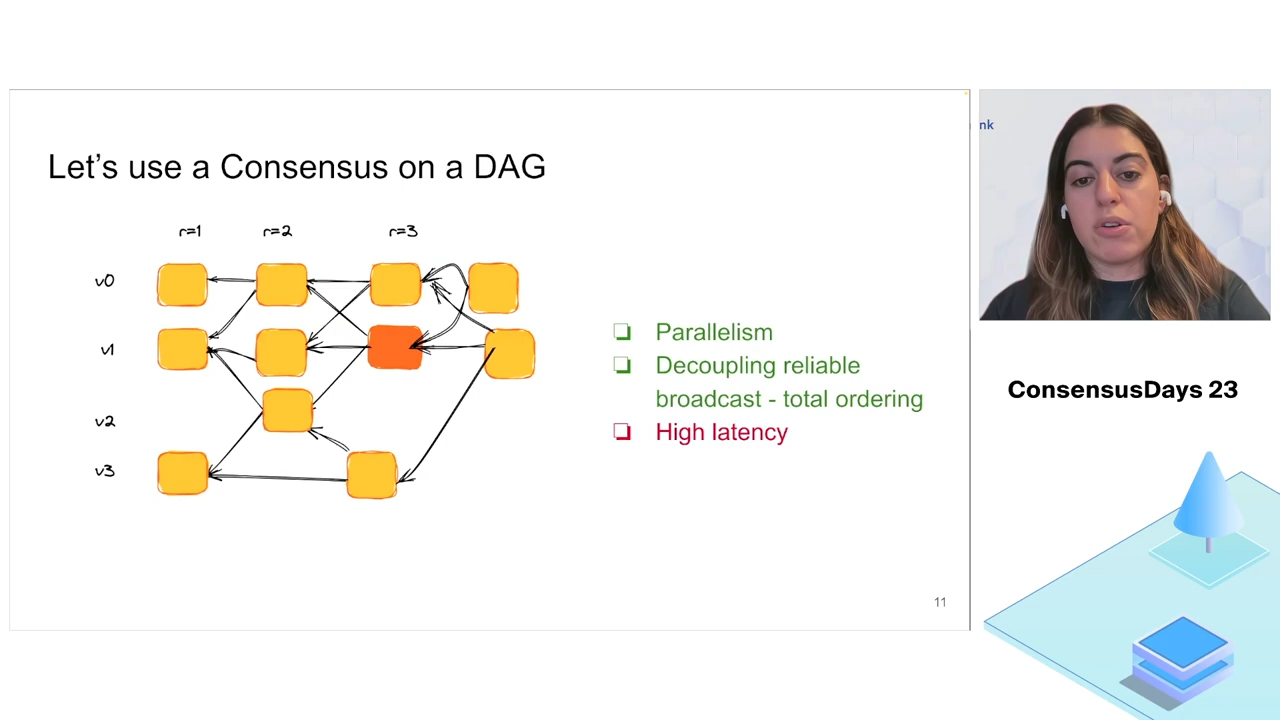 Let's use a Consensus on a DAG
r=1 r=2 r=3
v0
v1
v2
v3
Parallelism
Decoupling reliable
broadcast - total ordering
High latency
11
nk
ConsensusDays 23